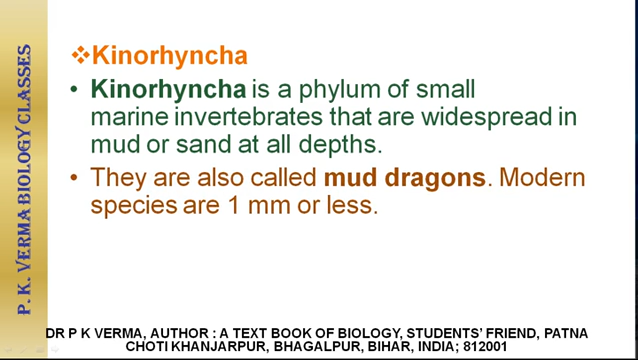 P. K. VERMA BIOLOGY CLASSES
❖Kinorhyncha
• Kinorhyncha is a phylum of small
marine invertebrates that are widespread in
mud or sand at all depths.
• They are also called mud dragons. Modern
species are 1 mm or less.
DR P K VERMA, AUTHOR : A TEXT BOOK OF BIOLOGY, STUDENTS' FRIEND, PATNA
CHOTI KHANJARPUR, BHAGALPUR, BIHAR, INDIA; 812001